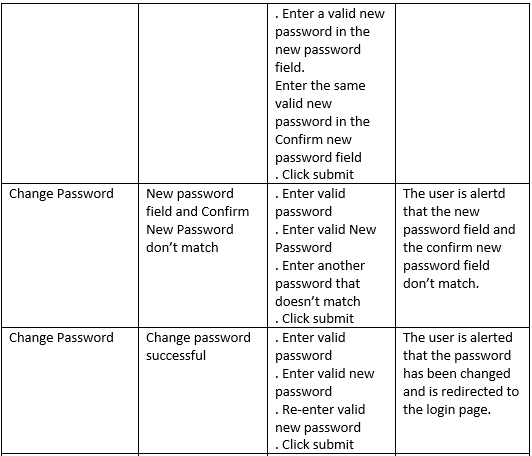 . Enter a valid new
password in the
new password
field.
Enter the same
valid new
password in the
Confirm new
password field
. Click submit
Change Password
New password
field and Confirm
New Password
don't match
. Enter valid
password
. Enter valid New
Password
. Enter another
password that
doesn't match
. Click submit
The user is alertd
that the new
password field and
the confirm new
password field
don't match.
Change Password
Change password
successful
. Enter valid
password
. Enter valid new
password
. Re-enter valid
new password
. Click submit
The user is alerted
that the password
has been changed
and is redirected to
the login page.